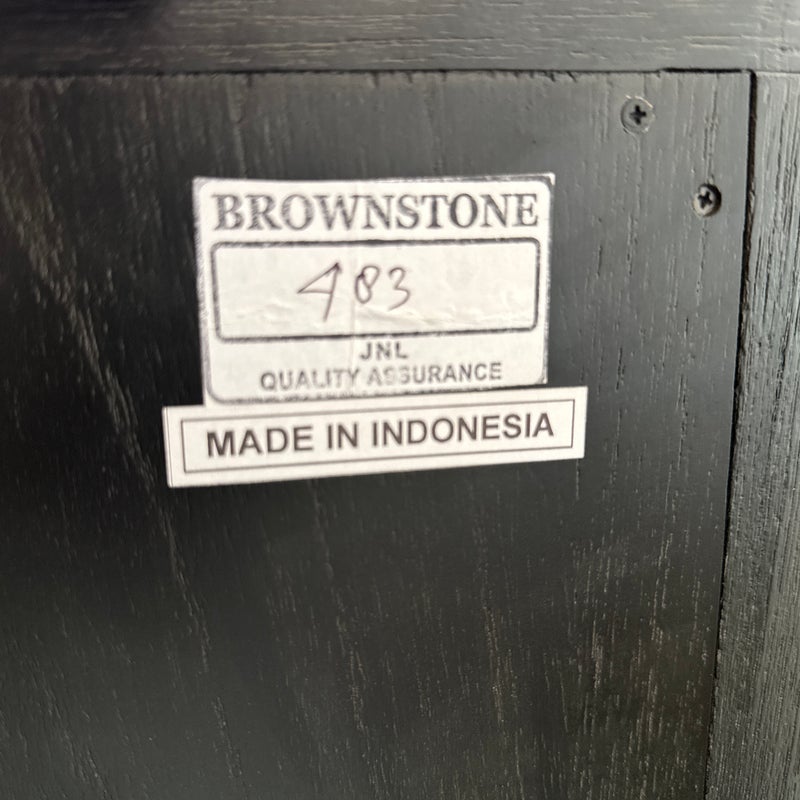 BROWNSTONE
483
JNL
QUALITY ASSURANCE
MADE IN INDONESIA